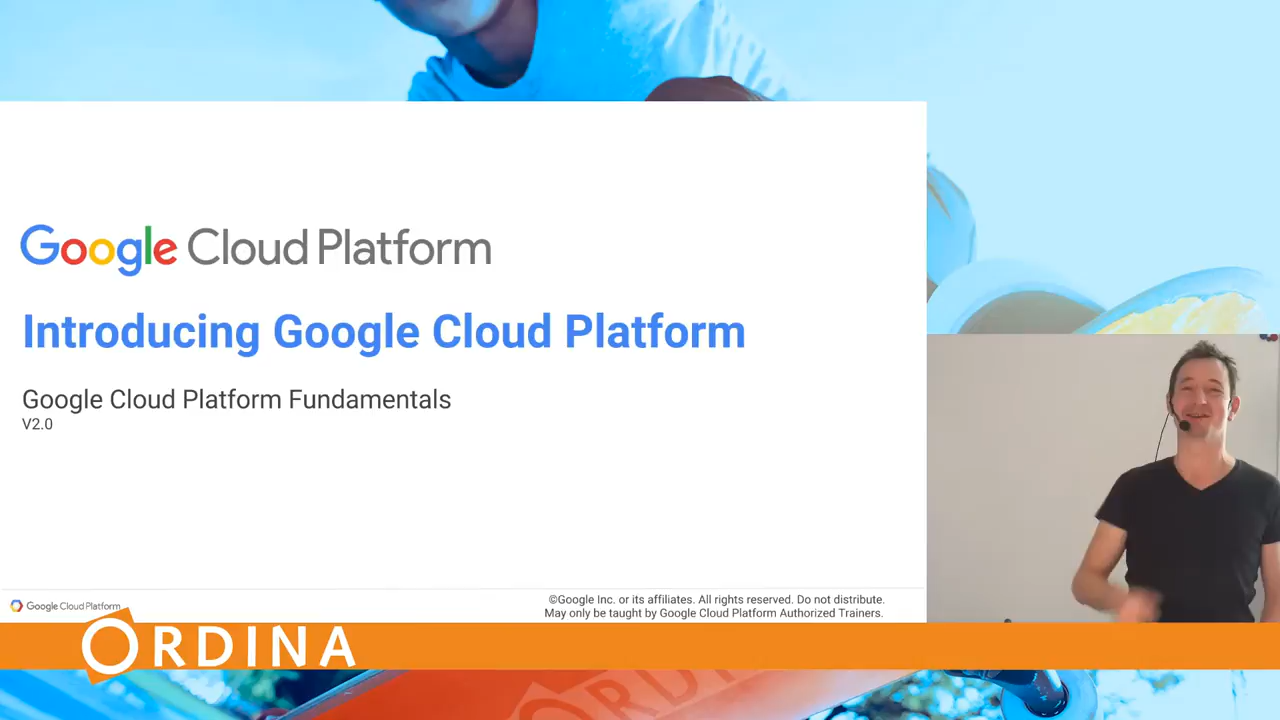 Google Cloud Platform
Introducing Google Cloud Platform
Google Cloud Platform Fundamentals
V2.0
Google Cloud Platform
©Google Inc. or its affiliates. All rights reserved. Do not distribute.
May only be taught by Google Cloud Platform Authorized Trainers.
ORDINA
ORDI